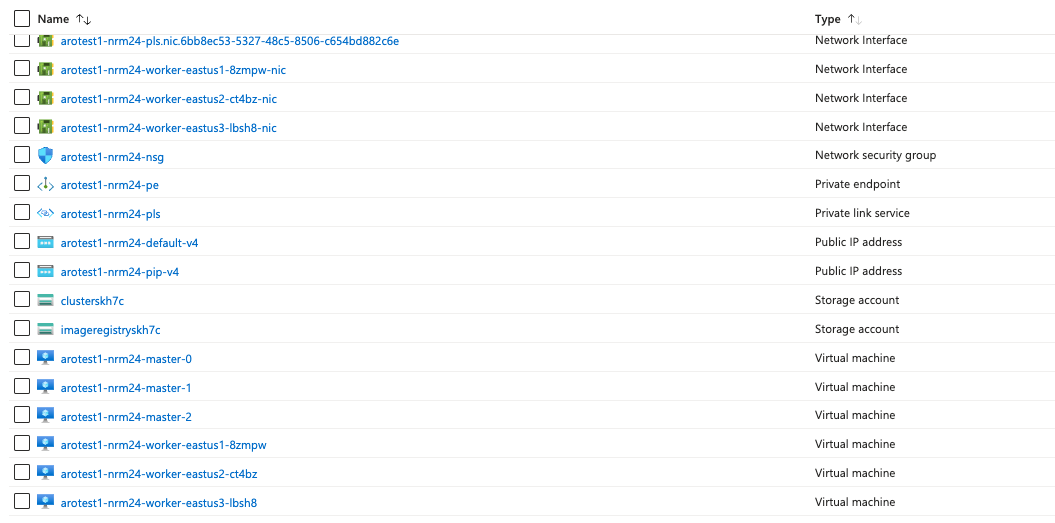 Name Type
arotest1-nrm24-pls.nic.6bb8ec53-5327-48c5-8506-c654bd882c6e Network Interface
arotest1-nrm24-worker-eastus1-8zmpw-nic Network Interface
arotest1-nrm24-worker-eastus2-ct4bz-nic Network Interface
arotest1-nrm24-worker-eastus3-lbsh8-nic Network Interface
arotest1-nrm24-nsg Network security group
arotest1-nrm24-pe Private endpoint
arotest1-nrm24-pls Private link service
arotest1-nrm24-default-v4 Public IP address
arotest1-nrm24-pip-v4 Public IP address
clusterskh7c Storage account
imageregistryskh7c Storage account
arotest1-nrm24-master-0 Virtual machine
arotest1-nrm24-master-1 Virtual machine
arotest1-nrm24-master-2 Virtual machine
arotest1-nrm24-worker-eastus1-8zmpw Virtual machine
arotest1-nrm24-worker-eastus2-ct4bz Virtual machine
arotest1-nrm24-worker-eastus3-lbsh8 Virtual machine